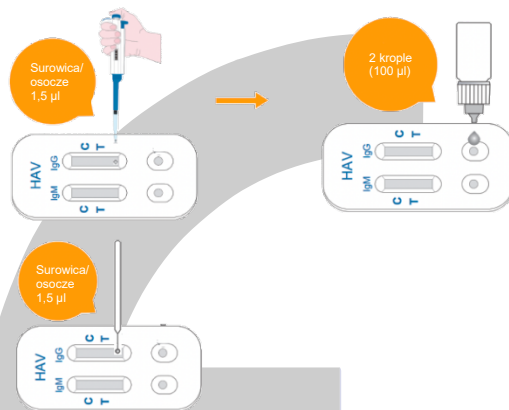 Surowica/
osocze
1,5 µl
C T
HAV
IgG
IgM
C T
2 krople
(100 µl)
C T
HAV
IgG
IgM
C T
Surowica/
osocze
1,5 µl
C T
HAV
IgG
IgM
C T